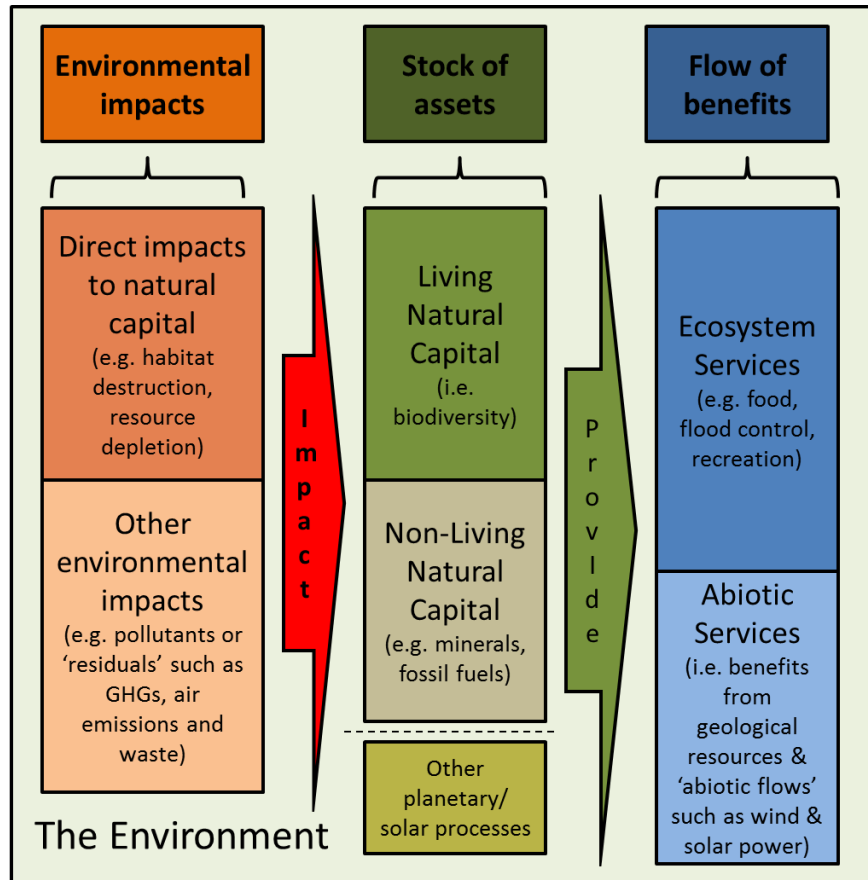 Environmental
impacts
Stock of
assets
Flow of
benefits
Direct impacts
to natural
capital
(e.g. habitat
destruction,
resource
depletion)
Other
environmental
impacts
(e.g. pollutants or
‘residuals’ such as
GHGs, air
emissions and
waste)
Impact
Living
Natural
Capital
(i.e.
biodiversity)
Non-Living
Natural
Capital
(e.g. minerals,
fossil fuels)
Other
planetary/
solar processes
ProvIde
Ecosystem
Services
(e.g. food,
flood control,
recreation)
Abiotic
Services
(i.e. benefits
from
geological
resources &
‘abiotic flows’
such as wind &
solar power)
The Environment